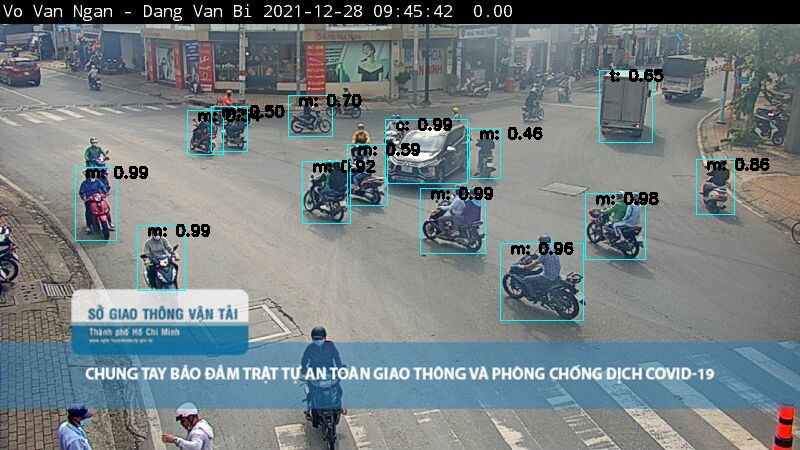 Vo Van Ngan - Dang Van Bi 2021-12-28 09:45:42 0.00
t: 0.65
m: 0.70
m: 0.50
c: 0.99
m: 0.46
m: 0.59
m: 0.92
m: 0.86
m: 0.99
m: 0.99
m: 0.98
m: 0.99
m: 0.96
SỞ GIAO THÔNG VẬN TẢI
Thành phố Hồ Chí Minh
CHUNG TAY BẢO ĐẢM TRẬT TỰ AN TOÀN GIAO THÔNG VÀ PHÒNG CHỐNG DỊCH COVID-19